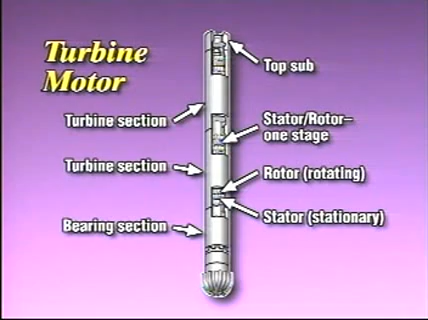 Turbine
Motor
Top sub
Turbine section
Stator/Rotor–
one stage
Turbine section
Rotor (rotating)
Stator (stationary)
Bearing section